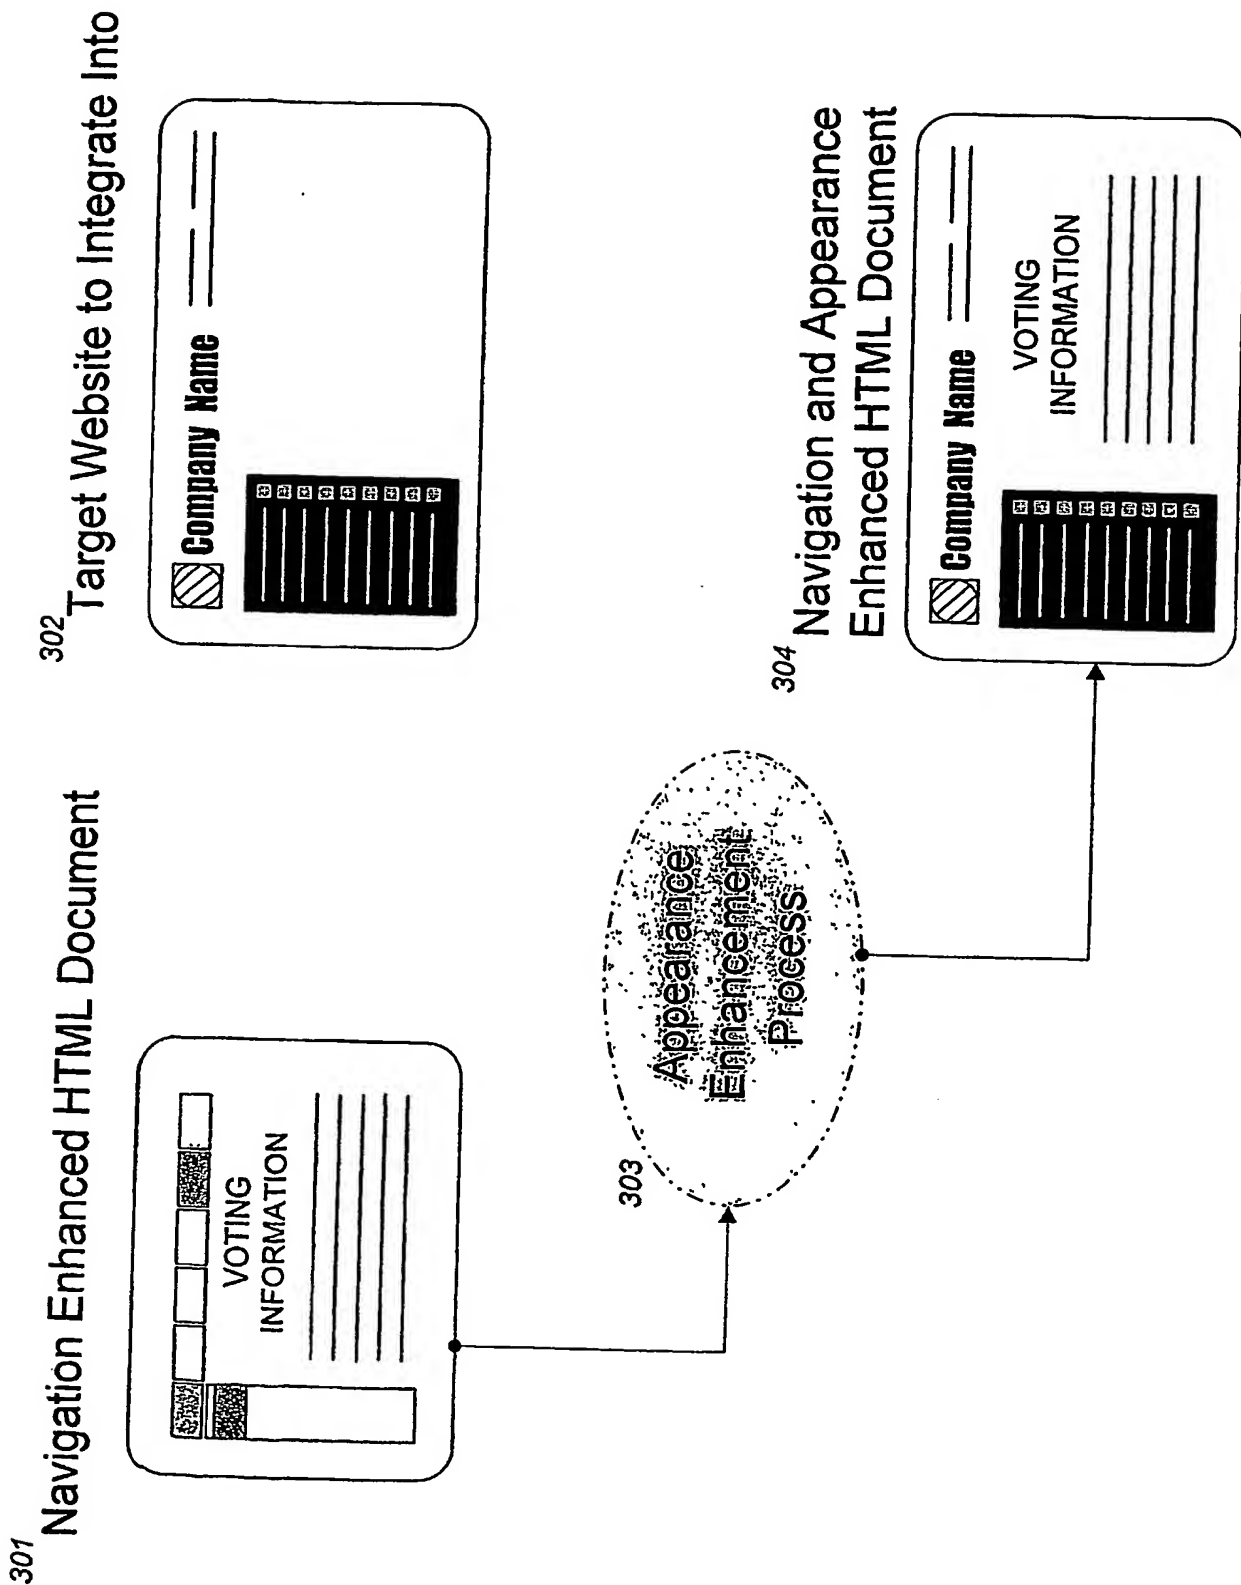 301
Navigation Enhanced HTML Document
VOTING
INFORMATION
302
Target Website to Integrate Into
Company Name
303
Appearance
Enhancement
Process
304
Navigation and Appearance
Enhanced HTML Document
Company Name
VOTING
INFORMATION